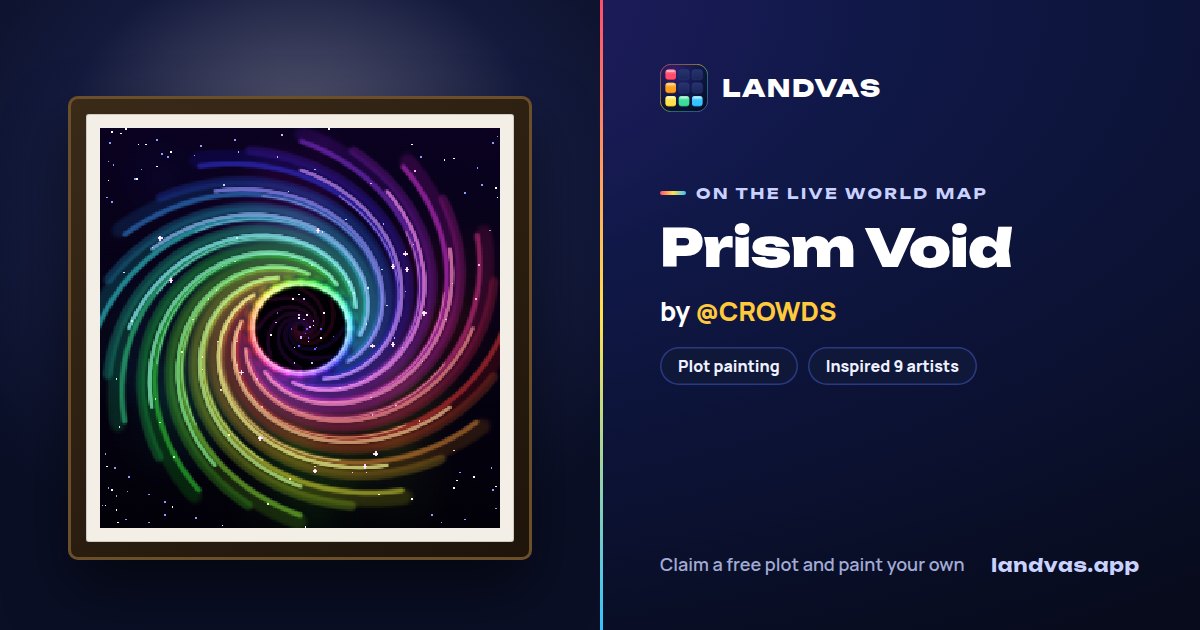 LANDVAS
ON THE LIVE WORLD MAP
Prism Void
by @CROWDS
Plot painting
Inspired 9 artists
Claim a free plot and paint your own
landvas.app